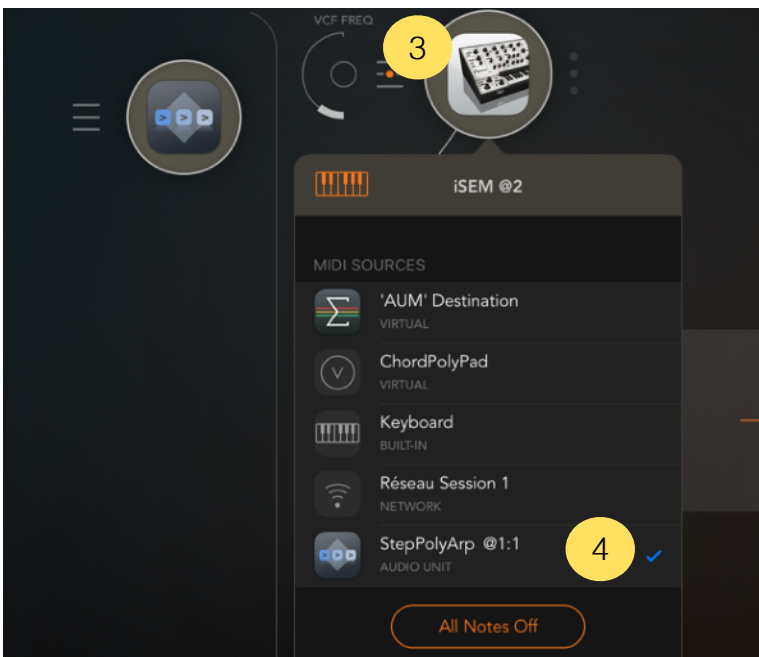 VCF FREQ
3
iSEM @2
MIDI SOURCES
'AUM' Destination
VIRTUAL
ChordPolyPad
VIRTUAL
Keyboard
BUILT-IN
Réseau Session 1
NETWORK
StepPolyArp @1:1
AUDIO UNIT
4
All Notes Off